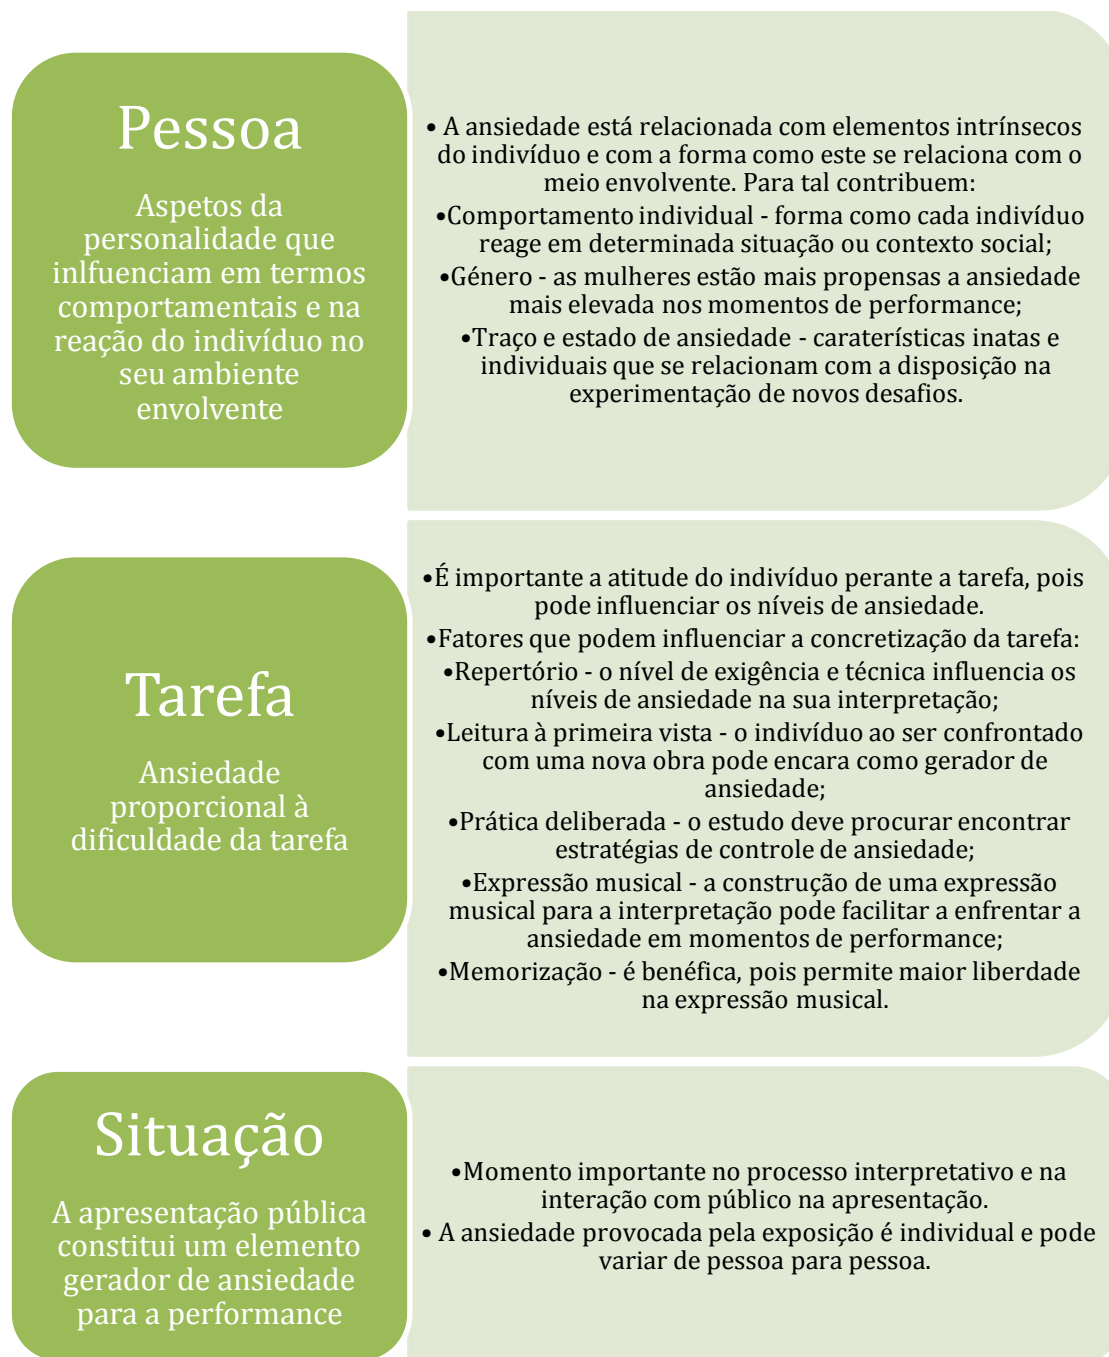 Pessoa
Aspetos da
personalidade que
inlfuenciam em termos
comportamentais e na
reação do indivíduo no
seu ambiente
envolvente
• A ansiedade está relacionada com elementos intrínsecos
do indivíduo e com a forma como este se relaciona com o
meio envolvente. Para tal contribuem:
•Comportamento individual - forma como cada indivíduo
reage em determinada situação ou contexto social;
•Género - as mulheres estão mais propensas a ansiedade
mais elevada nos momentos de performance;
•Traço e estado de ansiedade - caraterísticas inatas e
individuais que se relacionam com a disposição na
experimentação de novos desafios.
Tarefa
Ansiedade
proporcional à
dificuldade da tarefa
•É importante a atitude do indivíduo perante a tarefa, pois
pode influenciar os níveis de ansiedade.
•Fatores que podem influenciar a concretização da tarefa:
•Repertório - o nível de exigência e técnica influencia os
níveis de ansiedade na sua interpretação;
•Leitura à primeira vista - o indivíduo ao ser confrontado
com uma nova obra pode encara como gerador de
ansiedade;
•Prática deliberada - o estudo deve procurar encontrar
estratégias de controle de ansiedade;
•Expressão musical - a construção de uma expressão
musical para a interpretação pode facilitar a enfrentar a
ansiedade em momentos de performance;
•Memorização - é benéfica, pois permite maior liberdade
na expressão musical.
Situação
A apresentação pública
constitui um elemento
gerador de ansiedade
para a performance
•Momento importante no processo interpretativo e na
interação com público na apresentação.
• A ansiedade provocada pela exposição é individual e pode
variar de pessoa para pessoa.